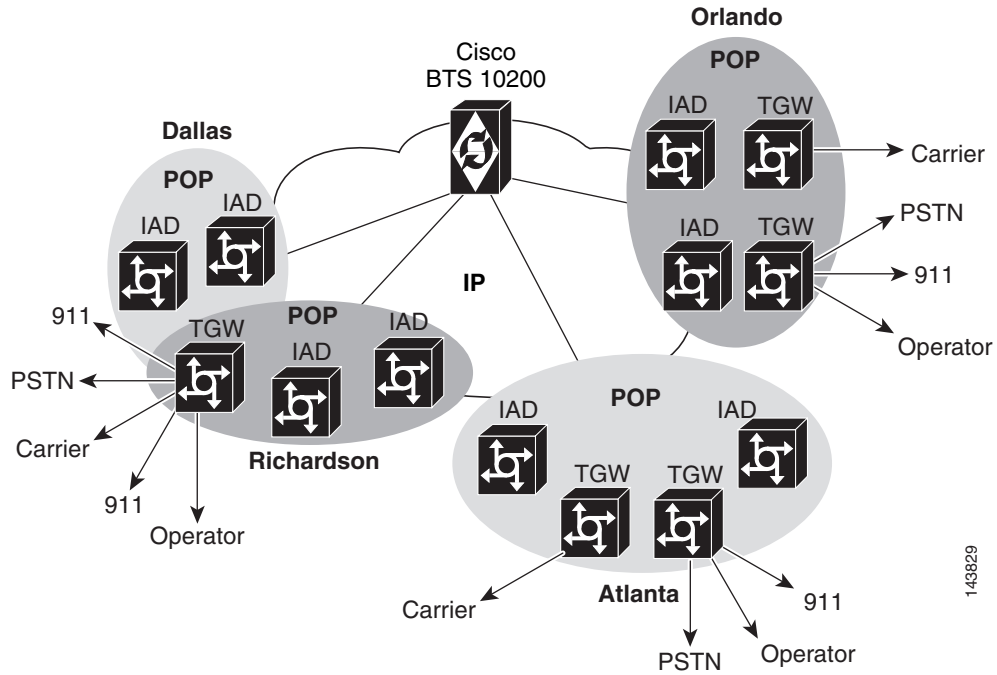 Orlando
POP
IAD
TGW
Carrier
IAD
TGW
PSTN
911
Operator
Cisco
BTS 10200
Dallas
POP
IAD
IAD
IP
911
PSTN
Carrier
911
Operator
TGW
POP
IAD
IAD
Richardson
POP
IAD
IAD
TGW
TGW
Atlanta
Carrier
PSTN
Operator
911
143829